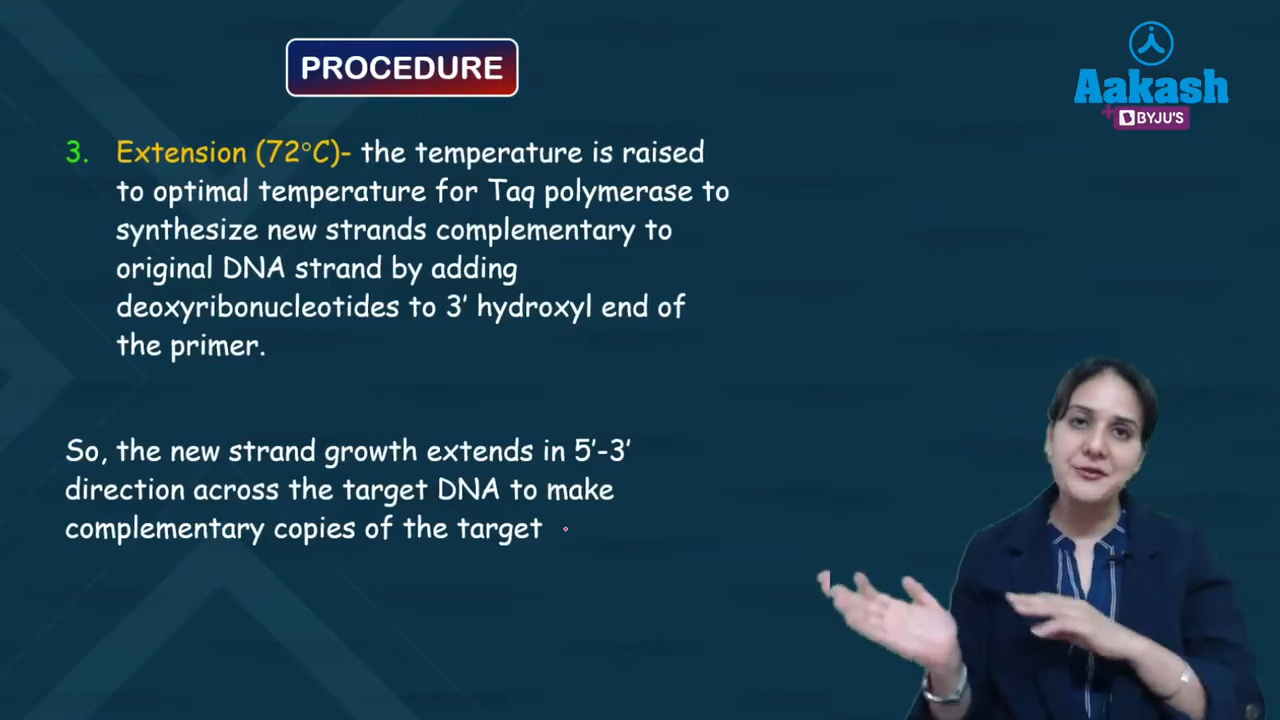 PROCEDURE
Aakash
BYJU'S
3. Extension (72°C)- the temperature is raised
to optimal temperature for Taq polymerase to
synthesize new strands complementary to
original DNA strand by adding
deoxyribonucleotides to 3' hydroxyl end of
the primer.
So, the new strand growth extends in 5'-3'
direction across the target DNA to make
complementary copies of the target